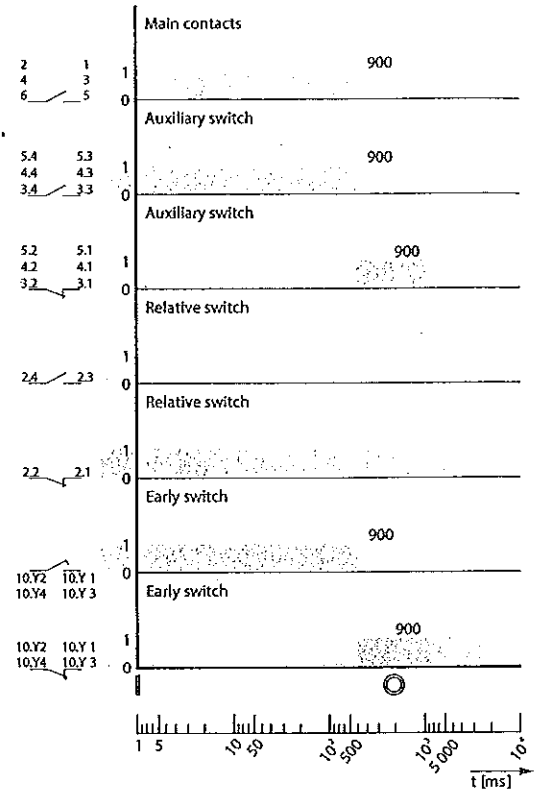 Main contacts
2 1
4 3
6 5
1
0
900
Auxiliary switch
5.4 5.3
4.4 4.3
3.4 3.3
1
0
900
Auxiliary switch
5.2 5.1
4.2 4.1
3.2 3.1
1
0
900
Relative switch
2.4 2.3
1
0
Relative switch
2.2 2.1
1
0
Early switch
10.Y2 10.Y 1
10.Y4 10.Y 3
1
0
900
Early switch
10.Y2 10.Y 1
10.Y4 10.Y 3
1
0
900
1 5 10 50 10² 500 10³ 5 000 10⁴
t [ms]